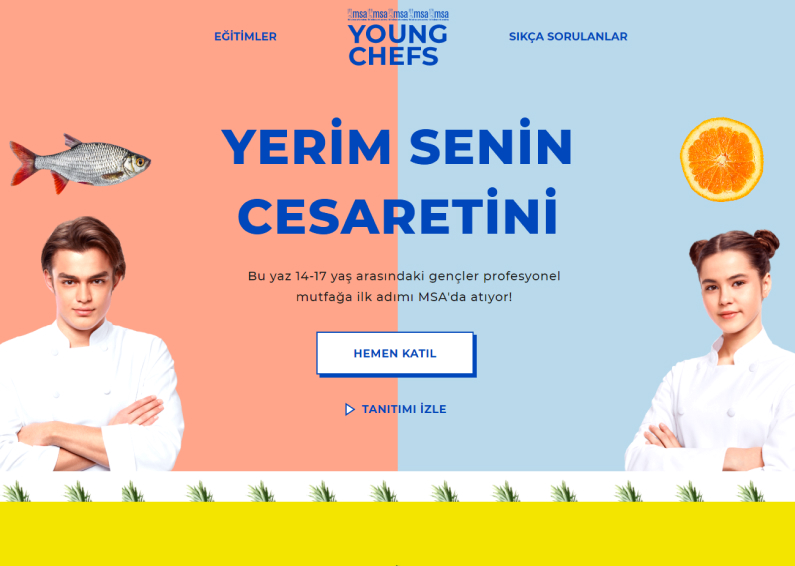 msa msa msa msa msa
EĞİTİMLER
YOUNG
CHEFS
SIKÇA SORULANLAR
YERİM SENİN
CESARETİNİ
Bu yaz 14-17 yaş arasındaki gençler profesyonel
mutfağa ilk adımı MSA'da atıyor!
HEMEN KATIL
TANITIMI İZLE